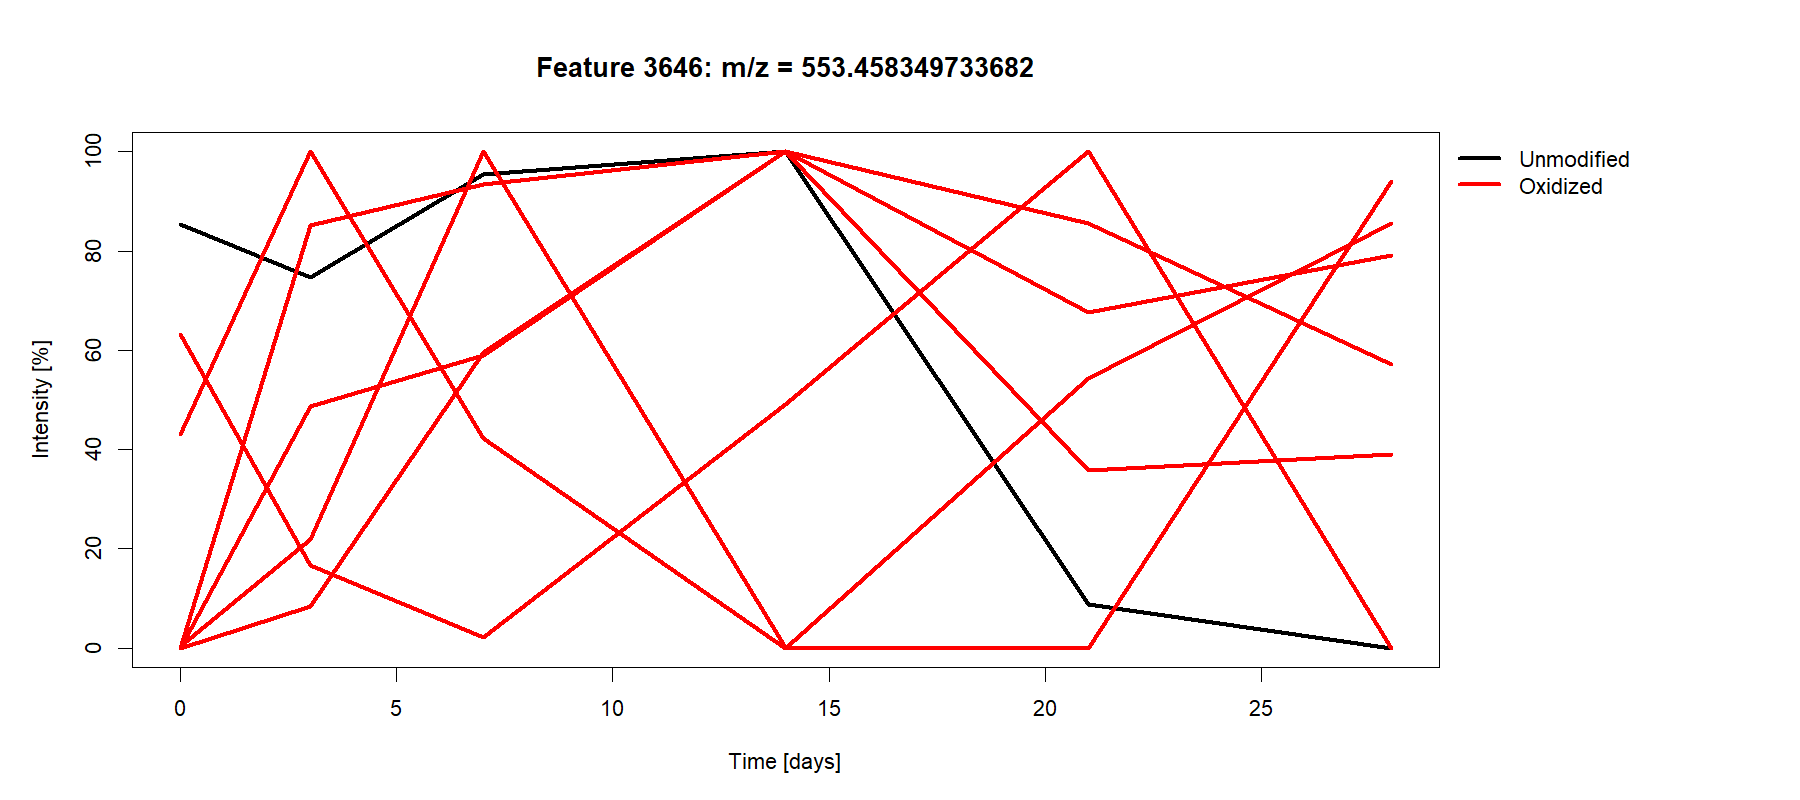 Feature 3646: m/z = 553.458349733682
Unmodified
Oxidized
Intensity [%]
100
80
60
40
20
0
0 5 10 15 20 25
Time [days]